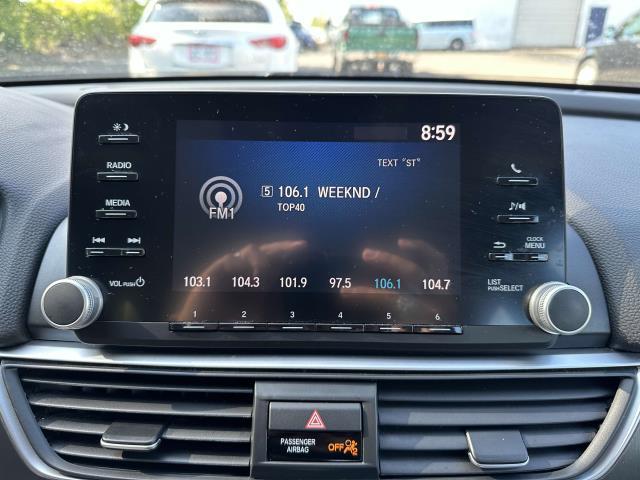 8:59
RADIO
TEXT "ST"
5 106.1 WEEKND /
TOP40
MEDIA
FM1
CLOCK
MENU
VOL PUSH
103.1 104.3 101.9 97.5 106.1 104.7
LIST
PUSH SELECT
1 2 3 4 5 6
PASSENGER
AIRBAG
OFF